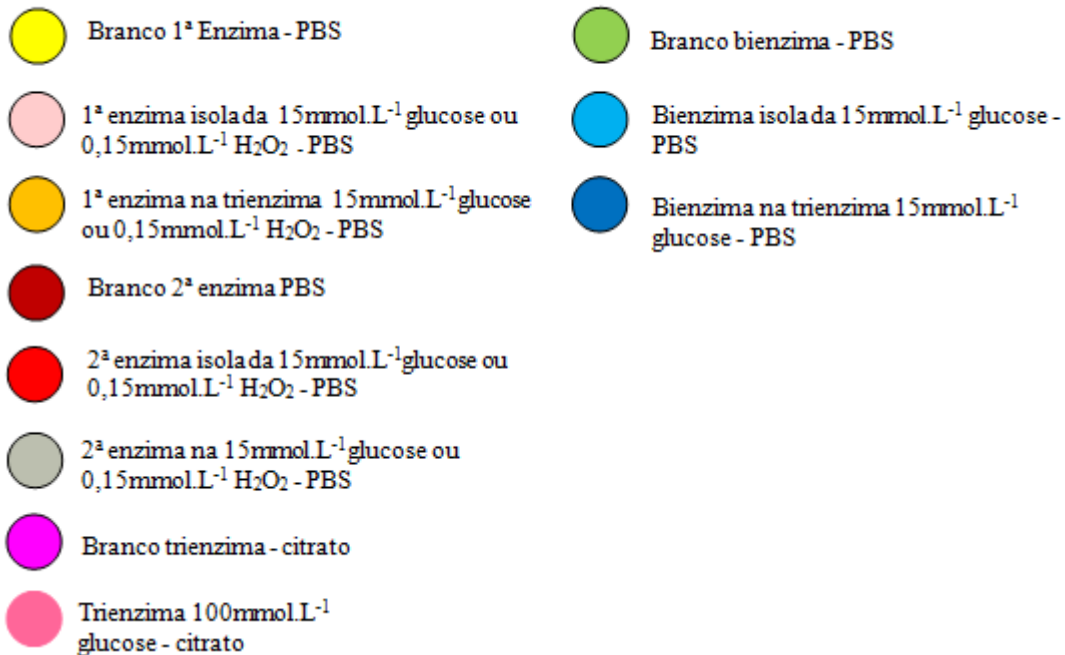 Branco 1ª Enzima - PBS
1ª enzima isolada 15mmol.L⁻¹ glucose ou
0,15mmol.L⁻¹ H₂O₂ - PBS
1ª enzima na trienzima 15mmol.L⁻¹ glucose
ou 0,15mmol.L⁻¹ H₂O₂ - PBS
Branco 2ª enzima PBS
2ª enzima isolada 15mmol.L⁻¹ glucose ou
0,15mmol.L⁻¹ H₂O₂ - PBS
2ª enzima na 15mmol.L⁻¹ glucose ou
0,15mmol.L⁻¹ H₂O₂ - PBS
Branco trienzima - citrato
Trienzima 100mmol.L⁻¹
glucose - citrato
Branco bienzima - PBS
Bienzima isolada 15mmol.L⁻¹ glucose -
PBS
Bienzima na trienzima 15mmol.L⁻¹
glucose - PBS